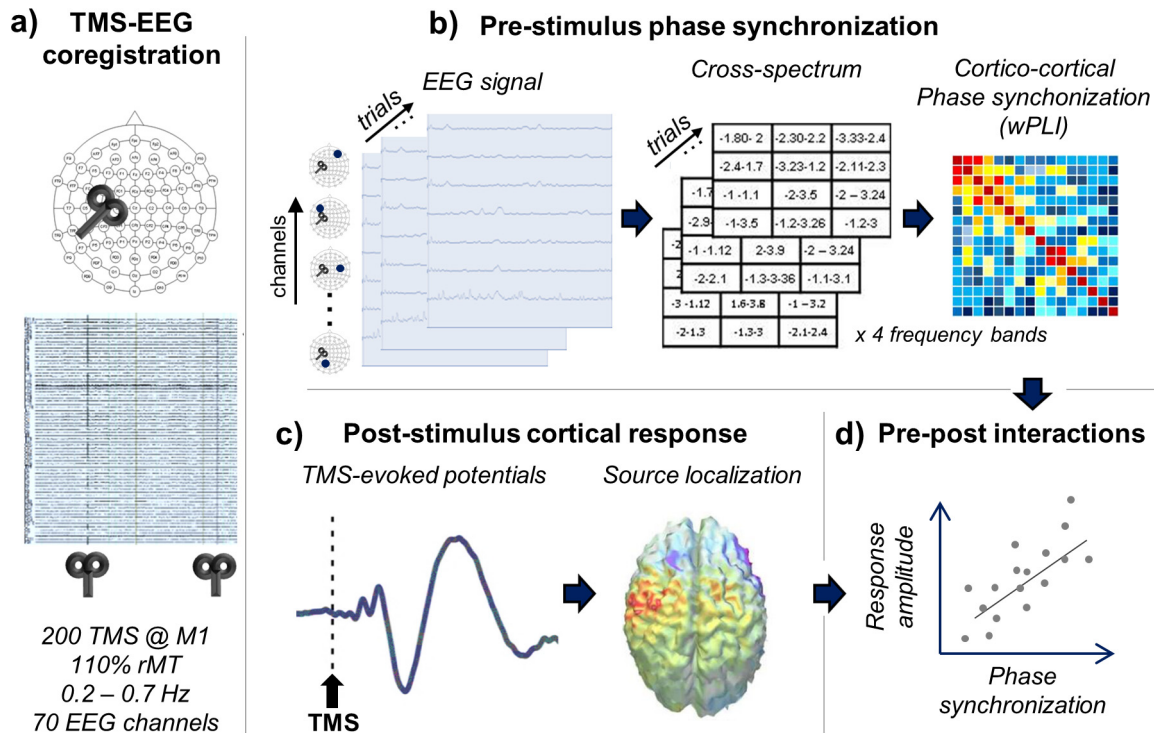 a) TMS-EEG
coregistration
200 TMS @ M1
110% rMT
0.2 – 0.7 Hz
70 EEG channels
b) Pre-stimulus phase synchronization
EEG signal
trials
...
channels
Cross-spectrum
trials
...
-1.80- 2 -2.30-2.2 -3.33-2.4
-2.4-1.7 -3.23-1.2 -2.11-2.3
-1 -1.1 -2-3.5 -2 – 3.24
-1-3.5 -1.2-3.26 -1.2-3
-1.7
-2.9-
-1 -1.12 2-3.9 -2 – 3.24
-2-2.1 -1.3-3-36 -1.1-3.1
-3 -1.12 1.6-3.8 -1 – 3.2
-2-1.3 -1.3-3 -2.1-2.4
Cortico-cortical
Phase synchonization
(wPLI)
x 4 frequency bands
c) Post-stimulus cortical response
TMS-evoked potentials
TMS
Source localization
d) Pre-post interactions
Response
amplitude
Phase
synchronization